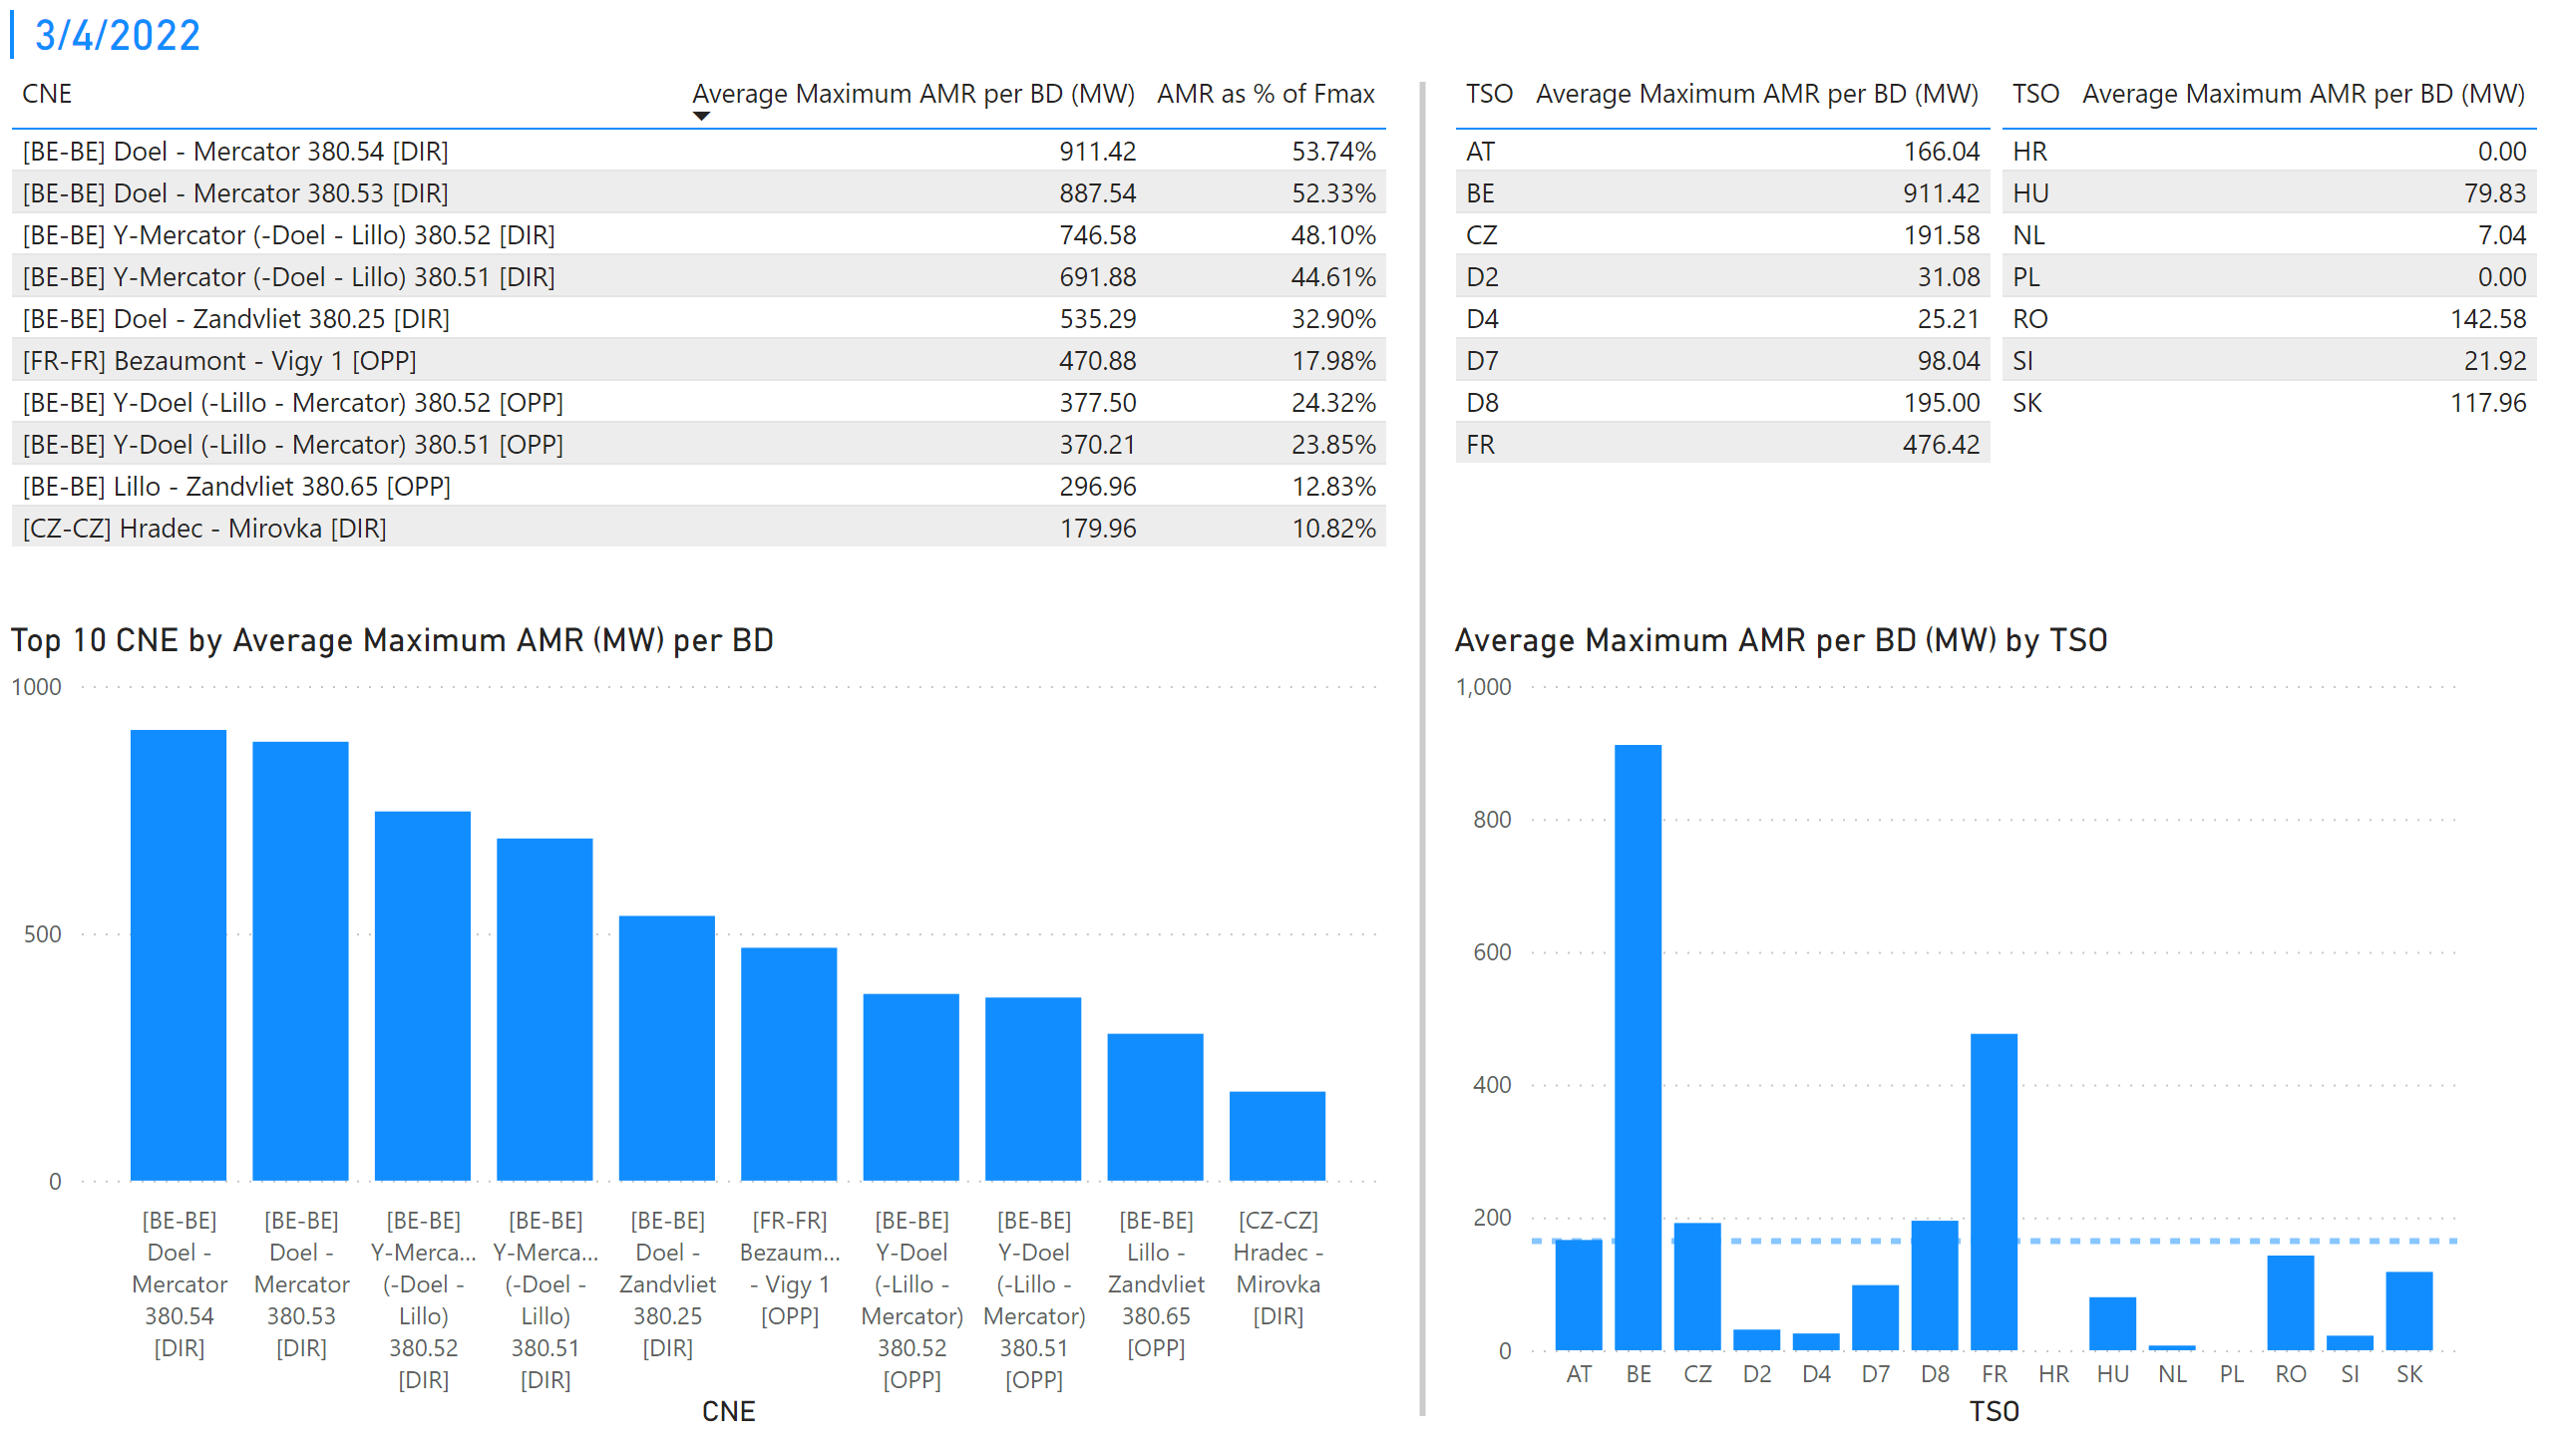 3/4/2022
CNE Average Maximum AMR per BD (MW) AMR as % of Fmax
[BE-BE] Doel - Mercator 380.54 [DIR] 911.42 53.74%
[BE-BE] Doel - Mercator 380.53 [DIR] 887.54 52.33%
[BE-BE] Y-Mercator (-Doel - Lillo) 380.52 [DIR] 746.58 48.10%
[BE-BE] Y-Mercator (-Doel - Lillo) 380.51 [DIR] 691.88 44.61%
[BE-BE] Doel - Zandvliet 380.25 [DIR] 535.29 32.90%
[FR-FR] Bezaumont - Vigy 1 [OPP] 470.88 17.98%
[BE-BE] Y-Doel (-Lillo - Mercator) 380.52 [OPP] 377.50 24.32%
[BE-BE] Y-Doel (-Lillo - Mercator) 380.51 [OPP] 370.21 23.85%
[BE-BE] Lillo - Zandvliet 380.65 [OPP] 296.96 12.83%
[CZ-CZ] Hradec - Mirovka [DIR] 179.96 10.82%
TSO Average Maximum AMR per BD (MW)
AT 166.04
BE 911.42
CZ 191.58
D2 31.08
D4 25.21
D7 98.04
D8 195.00
FR 476.42
TSO Average Maximum AMR per BD (MW)
HR 0.00
HU 79.83
NL 7.04
PL 0.00
RO 142.58
SI 21.92
SK 117.96
Top 10 CNE by Average Maximum AMR (MW) per BD
1000
500
0
[BE-BE]
Doel -
Mercator
380.54
[DIR]
[BE-BE]
Doel -
Mercator
380.53
[DIR]
[BE-BE]
Y-Merca...
(-Doel -
Lillo)
380.52
[DIR]
[BE-BE]
Y-Merca...
(-Doel -
Lillo)
380.51
[DIR]
[BE-BE]
Doel -
Zandvliet
380.25
[DIR]
[FR-FR]
Bezaum...
- Vigy 1
[OPP]
[BE-BE]
Y-Doel
(-Lillo -
Mercator)
380.52
[OPP]
[BE-BE]
Y-Doel
(-Lillo -
Mercator)
380.51
[OPP]
[BE-BE]
Lillo -
Zandvliet
380.65
[OPP]
[CZ-CZ]
Hradec -
Mirovka
[DIR]
CNE
Average Maximum AMR per BD (MW) by TSO
1,000
800
600
400
200
0
AT BE CZ D2 D4 D7 D8 FR HR HU NL PL RO SI SK
TSO